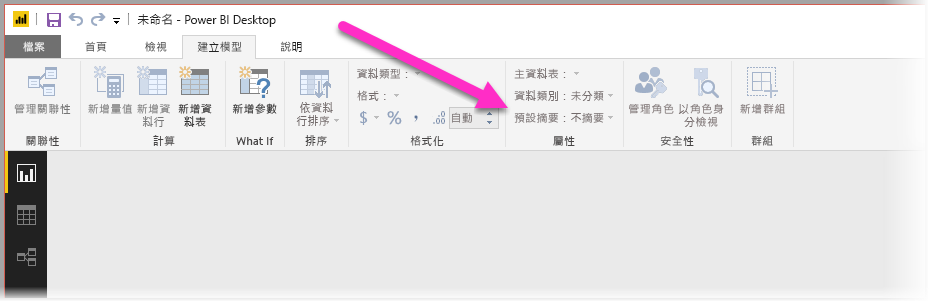 未命名 - Power BI Desktop
檔案 首頁 檢視 建立模型 說明
管理關聯性
關聯性
新增量值 新增資料行 新增資料表
計算
新增參數
What If
依資料行排序
排序
資料類型：
格式：
$ % , .00 自動
格式化
主資料表：
資料類別：未分類
預設摘要：不摘要
屬性
管理角色 以角色身分檢視
安全性
新增群組
群組